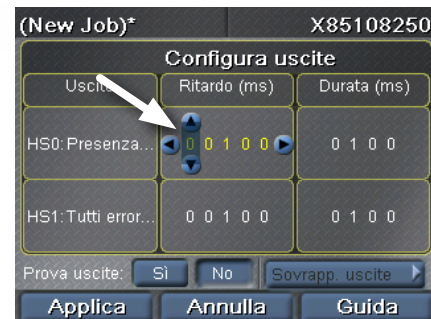 (New Job)* X85108250
Configura uscite
Uscite Ritardo (ms) Durata (ms)
HS0: Presenza... 0 0 1 0 0 0 1 0 0
HS1: Tutti error... 0 0 1 0 0 0 1 0 0
Prova uscite: Sì No Sovrapp. uscite
Applica Annulla Guida